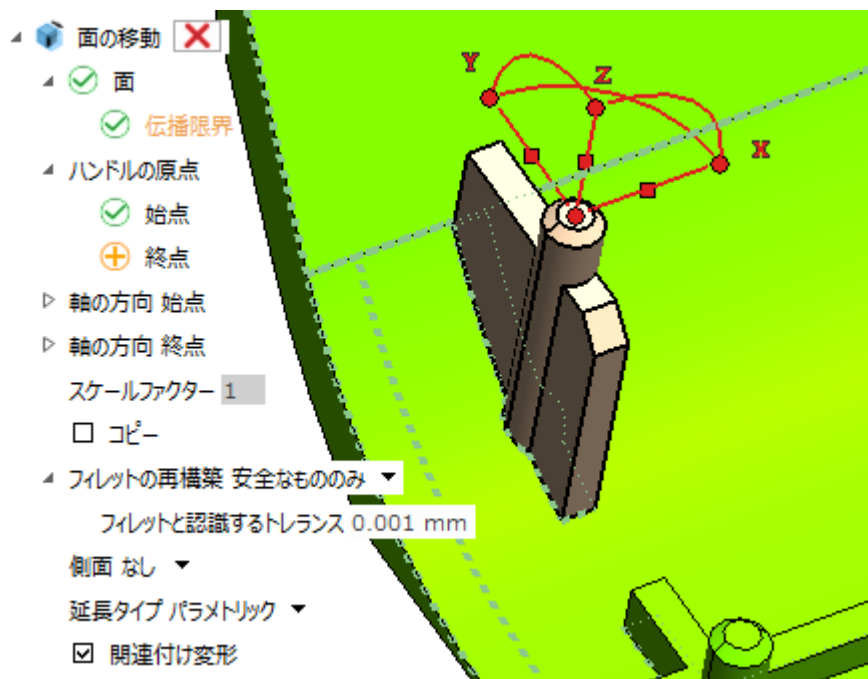 面の移動
Y
Z
面
伝播限界
X
ハンドルの原点
始点
終点
軸の方向 始点
軸の方向 終点
スケールファクター 1
コピー
フィレットの再構築 安全なもののみ
フィレットと認識するトレランス 0.001 mm
側面 なし
延長タイプ パラメトリック
関連付け変形